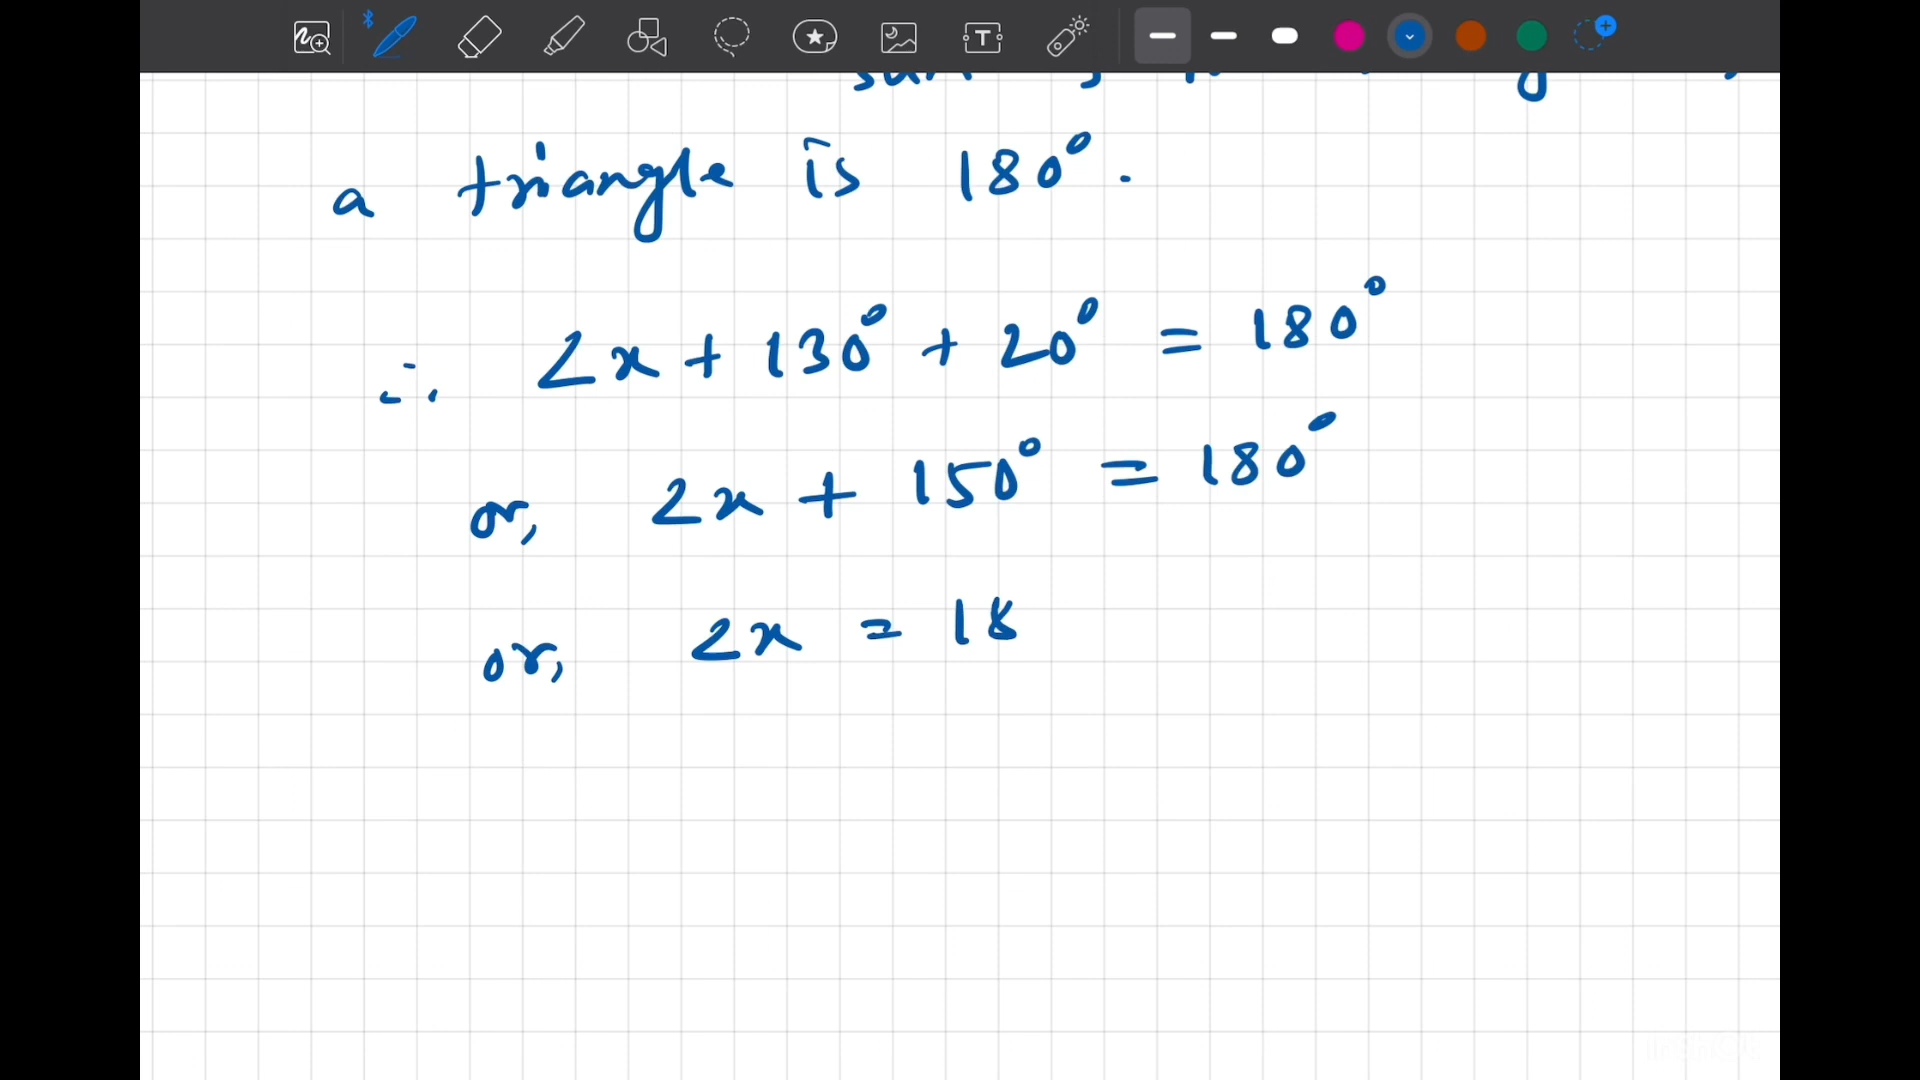 a triangle is 180°.
∴ 2x + 130° + 20° = 180°
or, 2x + 150° = 180°
or, 2x = 18